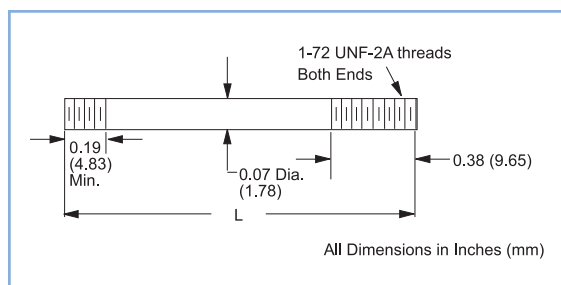 1-72 UNF-2A threads
Both Ends
0.19
(4.83)
Min.
0.07 Dia.
(1.78)
0.38 (9.65)
L
All Dimensions in Inches (mm)